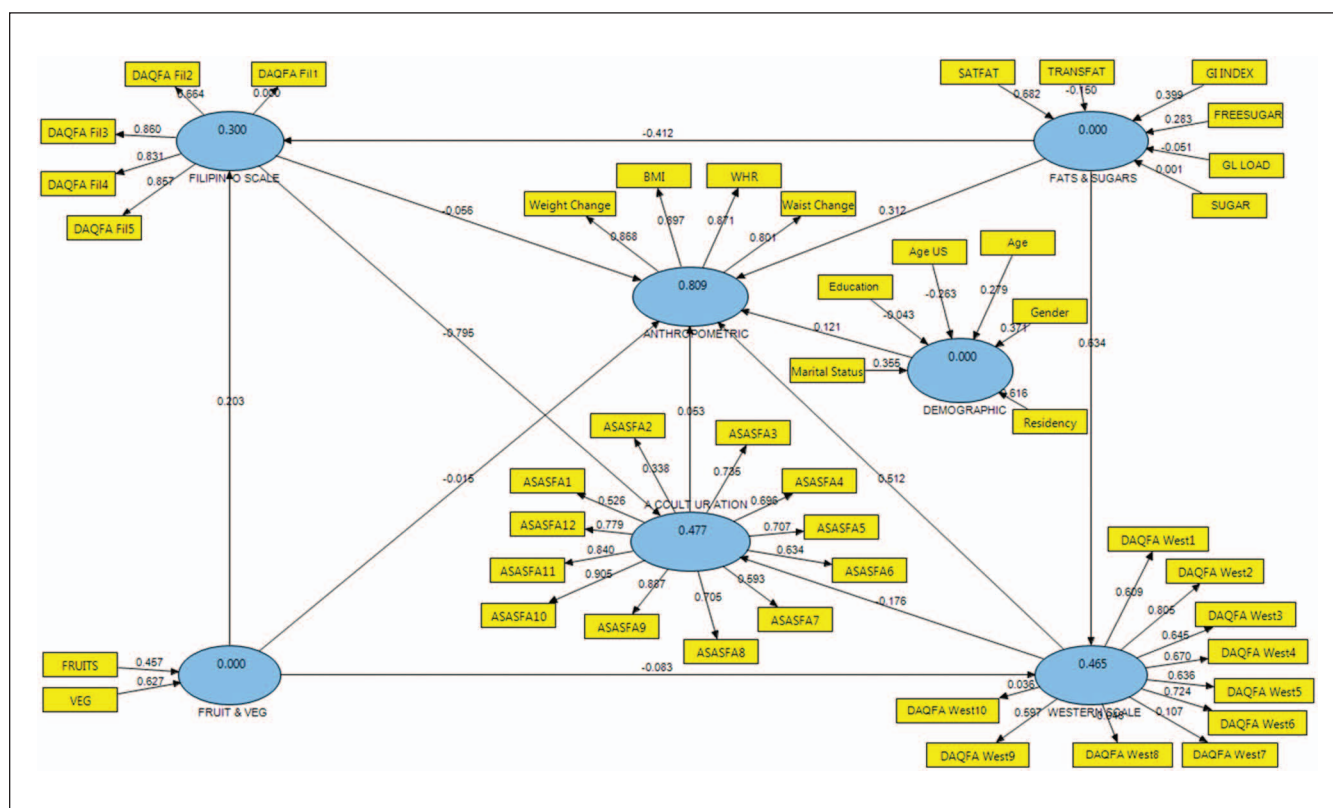 DAQFA Fil2
DAQFA Fil1
0.664
0.000
DAQFA Fil3
0.860
0.300
DAQFA Fil4
0.831
DAQFA Fil5
0.857
FILIPINO SCALE
SATFAT
TRANSFAT
GI INDEX
0.682
-0.150
0.399
FREESUGAR
0.283
0.000
-0.051
GL LOAD
0.001
SUGAR
FATS & SUGARS
-0.412
-0.056
BMI
WHR
Weight Change
Waist Change
0.868
0.897
0.871
0.801
0.312
0.809
ANTHROPOMETRIC
Age US
Age
Education
-0.263
0.279
Gender
-0.043
0.371
0.121
0.000
Marital Status
0.355
0.616
DEMOGRAPHIC
Residency
0.634
-0.795
0.203
0.053
-0.015
0.512
ASASFA2
ASASFA3
0.338
0.735
ASASFA1
ASASFA4
0.526
ACCULTURATION
0.696
ASASFA12
0.779
0.477
0.707
ASASFA5
ASASFA11
0.840
0.634
ASASFA6
0.905
0.593
ASASFA10
0.887
0.705
ASASFA7
ASASFA9
ASASFA8
-0.176
FRUITS
0.457
0.000
VEG
0.627
FRUIT & VEG
-0.083
DAQFA West1
DAQFA West2
0.609
0.805
DAQFA West3
0.645
0.465
0.670
DAQFA West4
0.636
DAQFA West5
0.036
0.724
DAQFA West10
DAQFA West6
WESTERN SCALE
0.597
0.107
DAQFA West9
DAQFA West8
DAQFA West7